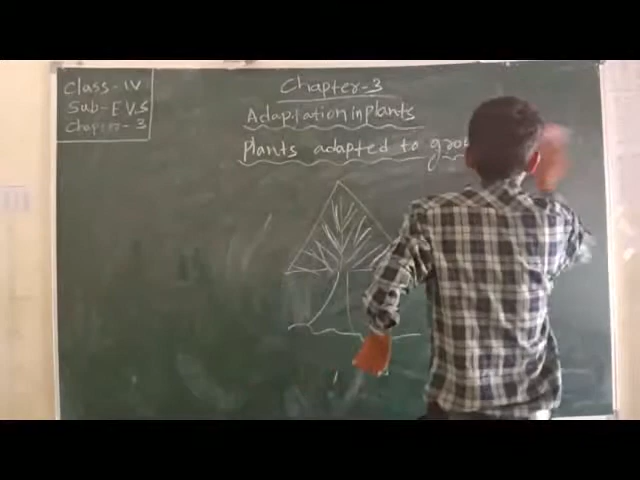 Class-IV
Sub-E.V.S
Chapter-3
Chapter-3
Adaptation in plants
Plants adapted to